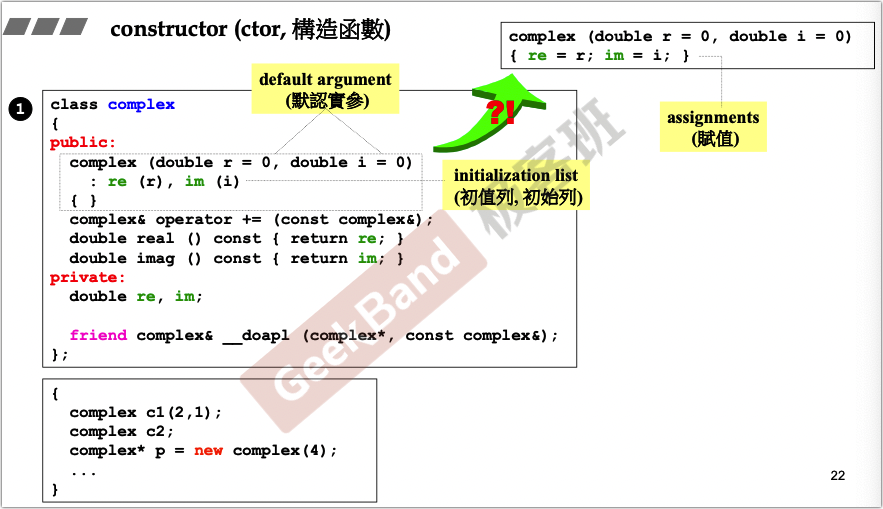 constructor (ctor, 構造函數)
complex (double r = 0, double i = 0)
{ re = r; im = i; }
assignments
(賦值)
default argument
(默認實參)
?!
initialization list
(初值列, 初始列)
1
class complex
{
public:
complex (double r = 0, double i = 0)
: re (r), im (i)
{ }
complex& operator += (const complex&);
double real () const { return re; }
double imag () const { return im; }
private:
double re, im;
friend complex& __doapl (complex*, const complex&);
};
{
complex c1(2,1);
complex c2;
complex* p = new complex(4);
...
}
GeekBand 极客班
22